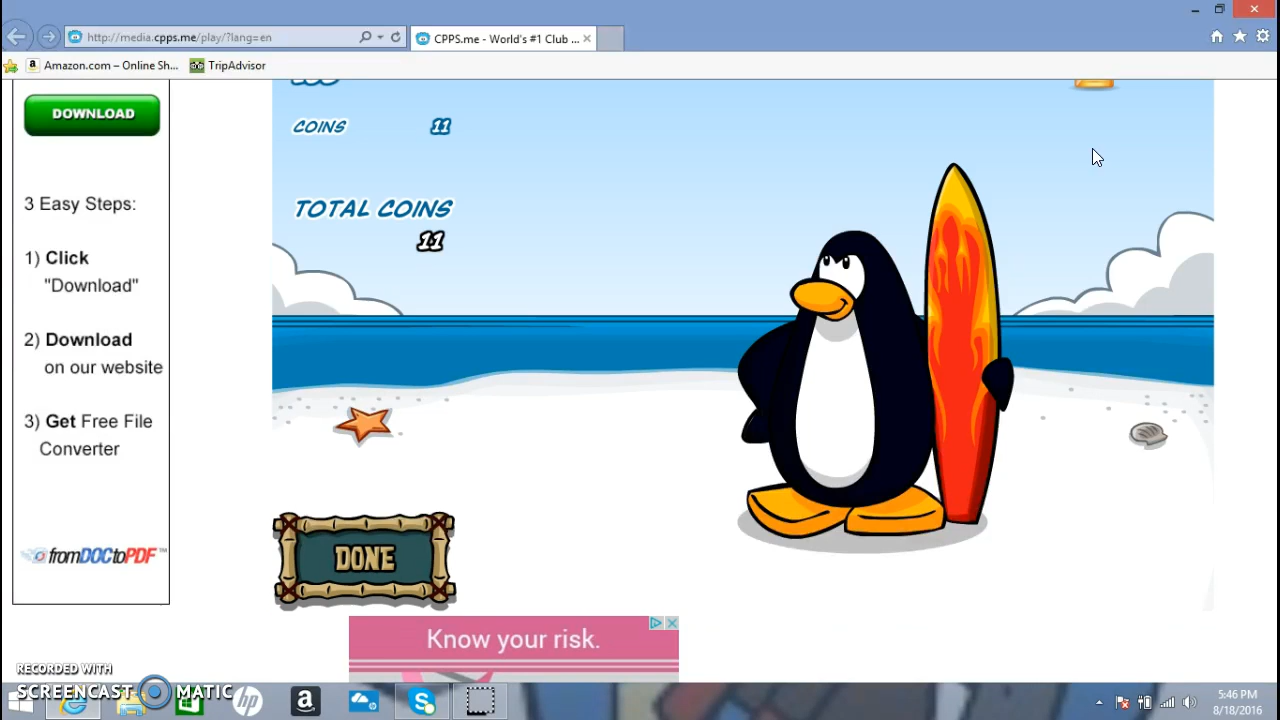 http://media.cpps.me/play/?lang=en
CPPS.me - World's #1 Club ...
Amazon.com – Online Sh...
TripAdvisor
DOWNLOAD
3 Easy Steps:
1) Click
"Download"
2) Download
on our website
3) Get Free File
Converter
fromDOCtoPDF™
COINS 11
TOTAL COINS
11
DONE
Know your risk.
RECORDED WITH
SCREENCAST MATIC
hp
a
S
5:46 PM
8/18/2016